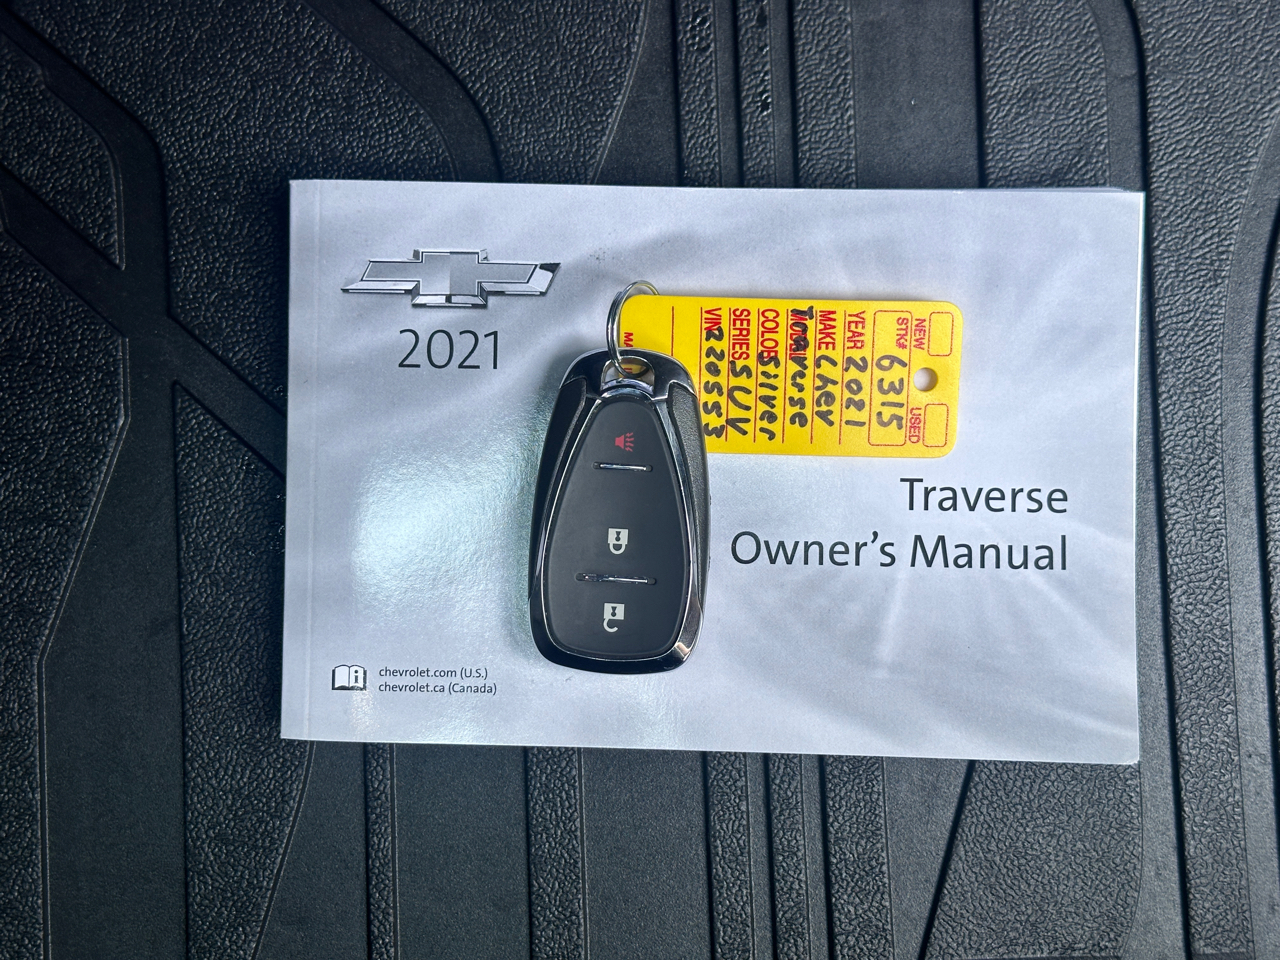 2021
NEW USED
STK# 6315
YEAR 2021
MAKE Chev
MODEL Traverse
COLOR Silver
SERIES SUV
VIN 220553
Traverse
Owner's Manual
chevrolet.com (U.S.)
chevrolet.ca (Canada)